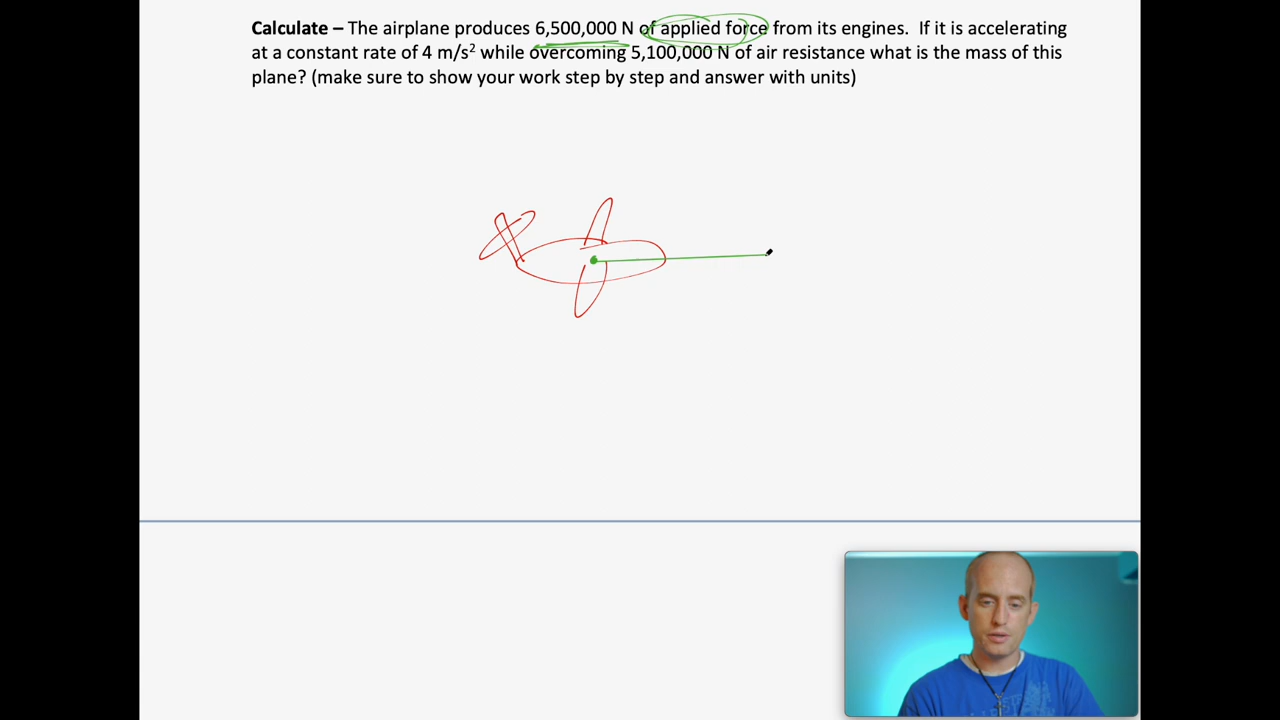 Calculate – The airplane produces 6,500,000 N of applied force from its engines.  If it is accelerating
at a constant rate of 4 m/s² while overcoming 5,100,000 N of air resistance what is the mass of this
plane? (make sure to show your work step by step and answer with units)